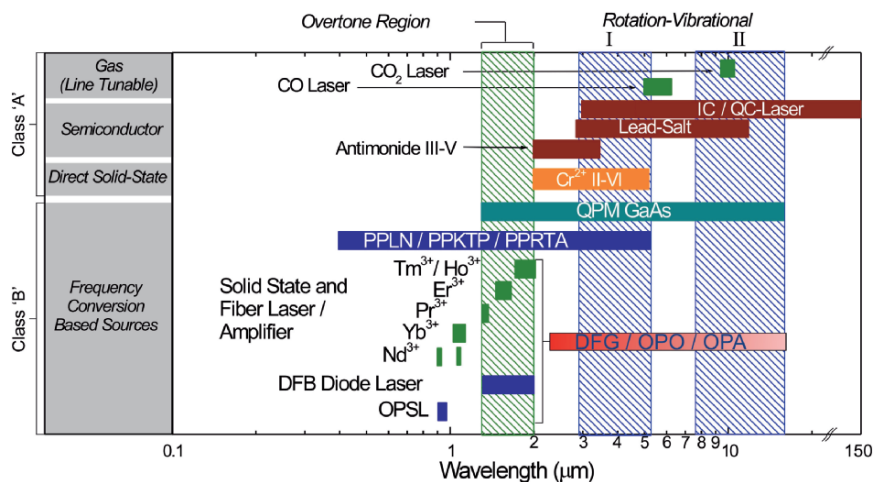 Overtone Region
Rotation-Vibrational
I
II
Class 'A'
Gas
(Line Tunable)
Semiconductor
Direct Solid-State
Class 'B'
Frequency
Conversion
Based Sources
CO₂ Laser
CO Laser
IC / QC-Laser
Lead-Salt
Antimonide III-V
Cr²⁺ II-VI
QPM GaAs
PPLN / PPKTP / PPRTA
Solid State and
Fiber Laser /
Amplifier
Tm³⁺/ Ho³⁺
Er³⁺
Pr³⁺
Yb³⁺
Nd³⁺
DFG / OPO / OPA
DFB Diode Laser
OPSL
0.1 1 2 3 4 5 6 7 8 9 10 150
Wavelength (μm)